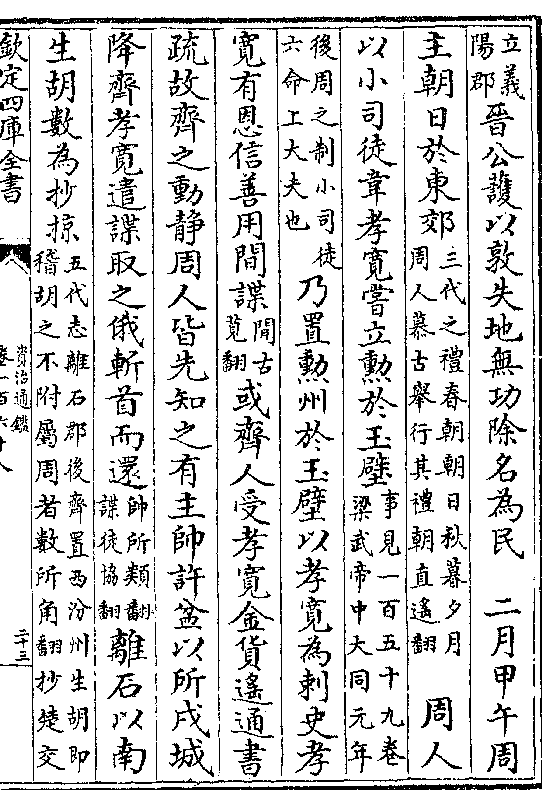 立義
陽郡
晉公護以敦失地無功除名為民　二月甲午周
主朝日於東郊
三代之禮春朝朝日秋暮夕月
周人慕古舉行其禮朝直遙翻
周人
以小司徒韋孝寛嘗立勲於玉壁
事見一百五十九卷
梁武帝中大同元年
後周之制小司徒
六命上大夫也
乃置勲州於玉壁以孝寛為刺史孝
寛有恩信善用間諜
間古
莧翻
或齊人受孝寛金貨遙通書
疏故齊之動靜周人皆先知之有主帥許盆以所戍城
降齊孝寛遣諜取之俄斬首而還
帥所類翻
諜徒協翻
離石以南
生胡數為抄掠
五代志離石郡後齊置西汾州生胡即
稽胡之不附屬周者數所角翻抄楚交
欽定四庫全書
資治通鑑
卷一百六十八
二十三